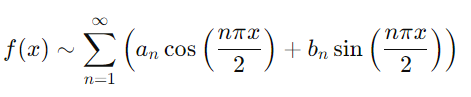 f(x) ∼ ∑_{n=1}^{∞} (a_n cos(nπx/2) + b_n sin(nπx/2))